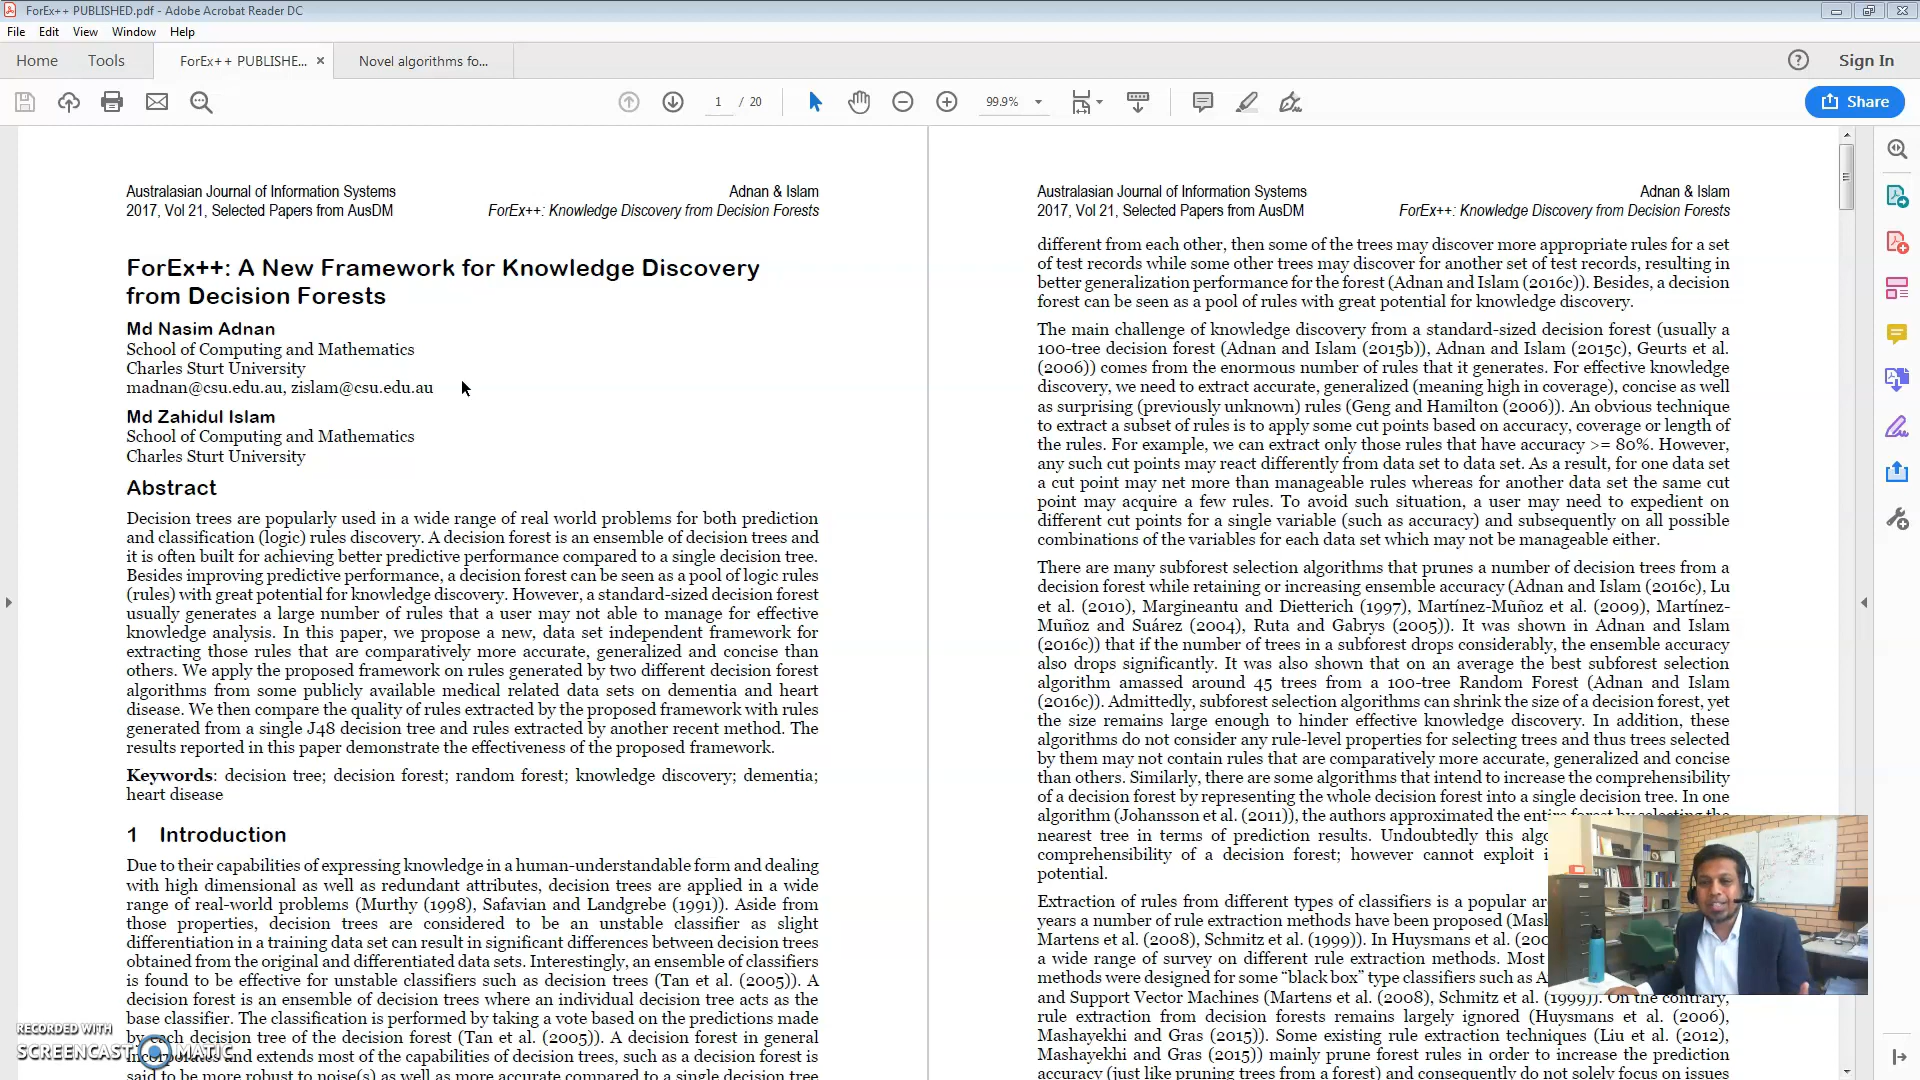 ForEx++ PUBLISHED.pdf - Adobe Acrobat Reader DC
File Edit View Window Help
Home Tools ForEx++ PUBLISHE... × Novel algorithms fo... Sign In
1 / 20 99.9% Share
Australasian Journal of Information Systems Adnan & Islam
2017, Vol 21, Selected Papers from AusDM ForEx++: Knowledge Discovery from Decision Forests
ForEx++: A New Framework for Knowledge Discovery
from Decision Forests
Md Nasim Adnan
School of Computing and Mathematics
Charles Sturt University
madnan@csu.edu.au, zislam@csu.edu.au
Md Zahidul Islam
School of Computing and Mathematics
Charles Sturt University
Abstract
Decision trees are popularly used in a wide range of real world problems for both prediction
and classification (logic) rules discovery. A decision forest is an ensemble of decision trees and
it is often built for achieving better predictive performance compared to a single decision tree.
Besides improving predictive performance, a decision forest can be seen as a pool of logic rules
(rules) with great potential for knowledge discovery. However, a standard-sized decision forest
usually generates a large number of rules that a user may not able to manage for effective
knowledge analysis. In this paper, we propose a new, data set independent framework for
extracting those rules that are comparatively more accurate, generalized and concise than
others. We apply the proposed framework on rules generated by two different decision forest
algorithms from some publicly available medical related data sets on dementia and heart
disease. We then compare the quality of rules extracted by the proposed framework with rules
generated from a single J48 decision tree and rules extracted by another recent method. The
results reported in this paper demonstrate the effectiveness of the proposed framework.
Keywords: decision tree; decision forest; random forest; knowledge discovery; dementia;
heart disease
1 Introduction
Due to their capabilities of expressing knowledge in a human-understandable form and dealing
with high dimensional as well as redundant attributes, decision trees are applied in a wide
range of real-world problems (Murthy (1998), Safavian and Landgrebe (1991)). Aside from
those properties, decision trees are considered to be an unstable classifier as slight
differentiation in a training data set can result in significant differences between decision trees
obtained from the original and differentiated data sets. Interestingly, an ensemble of classifiers
is found to be effective for unstable classifiers such as decision trees (Tan et al. (2005)). A
decision forest is an ensemble of decision trees where an individual decision tree acts as the
base classifier. The classification is performed by taking a vote based on the predictions made
by each decision tree of the decision forest (Tan et al. (2005)). A decision forest in general
incorporates and extends most of the capabilities of decision trees, such as a decision forest is
said to be more robust to noise(s) as well as more accurate compared to a single decision tree
RECORDED WITH
SCREENCAST MATIC
Australasian Journal of Information Systems Adnan & Islam
2017, Vol 21, Selected Papers from AusDM ForEx++: Knowledge Discovery from Decision Forests
different from each other, then some of the trees may discover more appropriate rules for a set
of test records while some other trees may discover for another set of test records, resulting in
better generalization performance for the forest (Adnan and Islam (2016c)). Besides, a decision
forest can be seen as a pool of rules with great potential for knowledge discovery.
The main challenge of knowledge discovery from a standard-sized decision forest (usually a
100-tree decision forest (Adnan and Islam (2015b)), Adnan and Islam (2015c), Geurts et al.
(2006)) comes from the enormous number of rules that it generates. For effective knowledge
discovery, we need to extract accurate, generalized (meaning high in coverage), concise as well
as surprising (previously unknown) rules (Geng and Hamilton (2006)). An obvious technique
to extract a subset of rules is to apply some cut points based on accuracy, coverage or length of
the rules. For example, we can extract only those rules that have accuracy >= 80%. However,
any such cut points may react differently from data set to data set. As a result, for one data set
a cut point may net more than manageable rules whereas for another data set the same cut
point may acquire a few rules. To avoid such situation, a user may need to expedient on
different cut points for a single variable (such as accuracy) and subsequently on all possible
combinations of the variables for each data set which may not be manageable either.
There are many subforest selection algorithms that prunes a number of decision trees from a
decision forest while retaining or increasing ensemble accuracy (Adnan and Islam (2016c), Lu
et al. (2010), Margineantu and Dietterich (1997), Martínez-Muñoz et al. (2009), Martínez-
Muñoz and Suárez (2004), Ruta and Gabrys (2005)). It was shown in Adnan and Islam
(2016c)) that if the number of trees in a subforest drops considerably, the ensemble accuracy
also drops significantly. It was also shown that on an average the best subforest selection
algorithm amassed around 45 trees from a 100-tree Random Forest (Adnan and Islam
(2016c)). Admittedly, subforest selection algorithms can shrink the size of a decision forest, yet
the size remains large enough to hinder effective knowledge discovery. In addition, these
algorithms do not consider any rule-level properties for selecting trees and thus trees selected
by them may not contain rules that are comparatively more accurate, generalized and concise
than others. Similarly, there are some algorithms that intend to increase the comprehensibility
of a decision forest by representing the whole decision forest into a single decision tree. In one
algorithm (Johansson et al. (2011)), the authors approximated the entire forest by selecting the
nearest tree in terms of prediction results. Undoubtedly this
comprehensibility of a decision forest; however cannot exploit
potential.
Extraction of rules from different types of classifiers is a popular
years a number of rule extraction methods have been proposed
Martens et al. (2008), Schmitz et al. (1999)). In Huysmans et al.
a wide range of survey on different rule extraction methods. Most
methods were designed for some “black box” type classifiers such as
and Support Vector Machines (Martens et al. (2008), Schmitz et al. (1999)). On the contrary,
rule extraction from decision forests remains largely ignored (Huysmans et al. (2006),
Mashayekhi and Gras (2015)). Some existing rule extraction techniques (Liu et al. (2012),
Mashayekhi and Gras (2015)) mainly prune forest rules in order to increase the prediction
accuracy (just like pruning trees from a forest) and consequently do not solely focus on issues